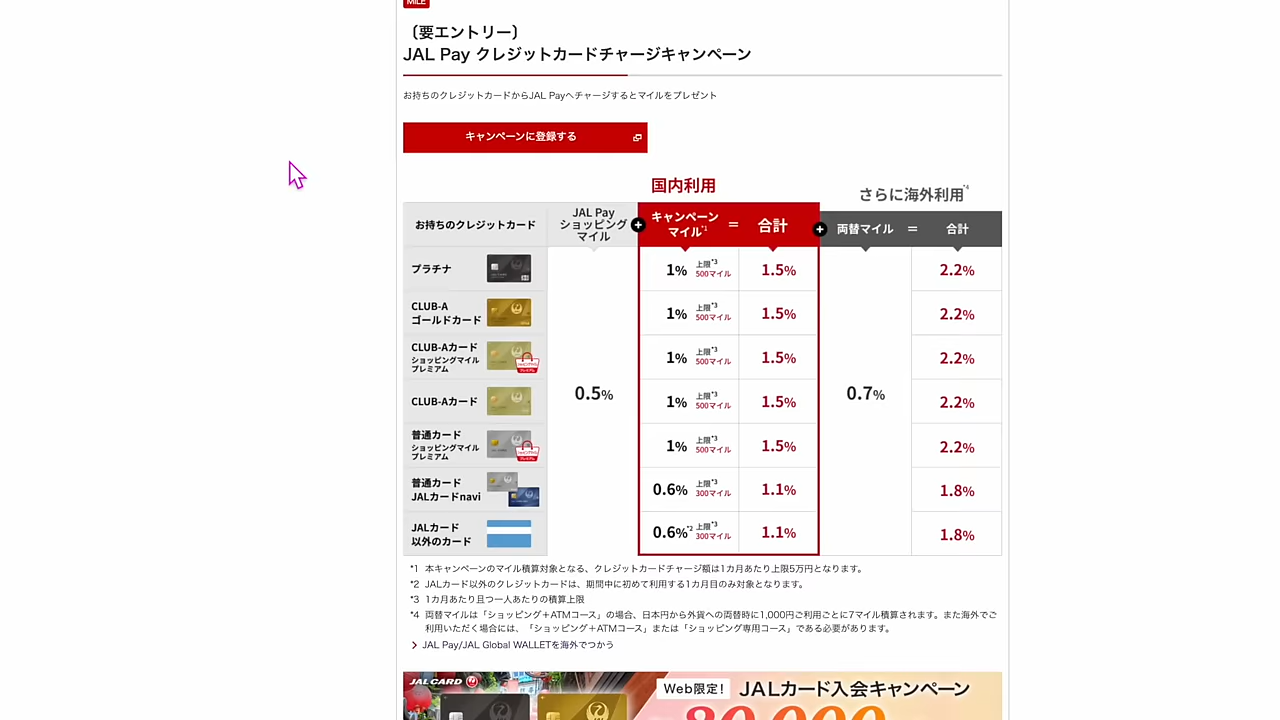 MILE
〔要エントリー〕
JAL Pay クレジットカードチャージキャンペーン
お持ちのクレジットカードからJAL Payへチャージするとマイルをプレゼント
キャンペーンに登録する
国内利用
さらに海外利用*4
お持ちのクレジットカード
JAL Pay
ショッピング
マイル
+
キャンペーン
マイル*1
=
合計
+
両替マイル
=
合計
プラチナ
1% 上限*3
500マイル
1.5%
2.2%
CLUB-A
ゴールドカード
1% 上限*3
500マイル
1.5%
2.2%
CLUB-Aカード
ショッピングマイル
プレミアム
1% 上限*3
500マイル
1.5%
2.2%
0.5%
0.7%
CLUB-Aカード
1% 上限*3
500マイル
1.5%
2.2%
普通カード
ショッピングマイル
プレミアム
1% 上限*3
500マイル
1.5%
2.2%
普通カード
JALカードnavi
0.6% 上限*3
300マイル
1.1%
1.8%
JALカード
以外のカード
0.6%*2 上限*3
300マイル
1.1%
1.8%
*1 本キャンペーンのマイル積算対象となる、クレジットカードチャージ額は1カ月あたり上限5万円となります。
*2 JALカード以外のクレジットカードは、期間中に初めて利用する1カ月目のみ対象となります。
*3 1カ月あたり且つ一人あたりの積算上限
*4 両替マイルは「ショッピング＋ATMコース」の場合、日本円から外貨への両替時に1,000円ご利用ごとに7マイル積算されます。また海外でご
利用いただく場合には、「ショッピング＋ATMコース」または「ショッピング専用コース」である必要があります。
JAL Pay/JAL Global WALLETを海外でつかう
JALCARD
Web限定!
JALカード入会キャンペーン
80,000